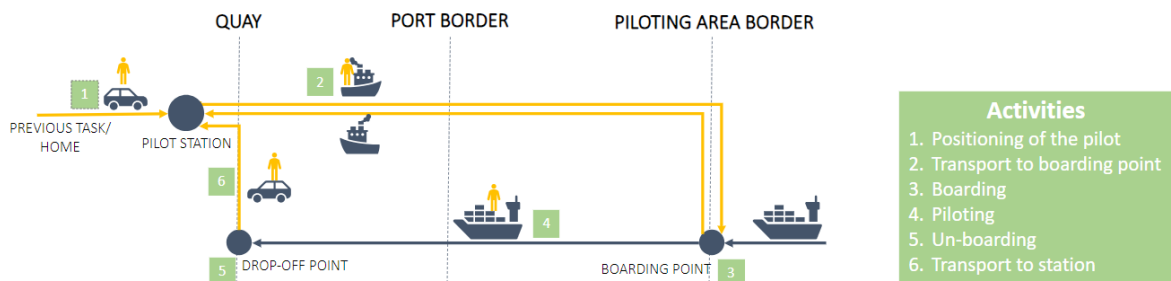 QUAY
PORT BORDER
PILOTING AREA BORDER
1
2
PREVIOUS TASK/
HOME
PILOT STATION
6
4
5
DROP-OFF POINT
BOARDING POINT
3
Activities
1. Positioning of the pilot
2. Transport to boarding point
3. Boarding
4. Piloting
5. Un-boarding
6. Transport to station